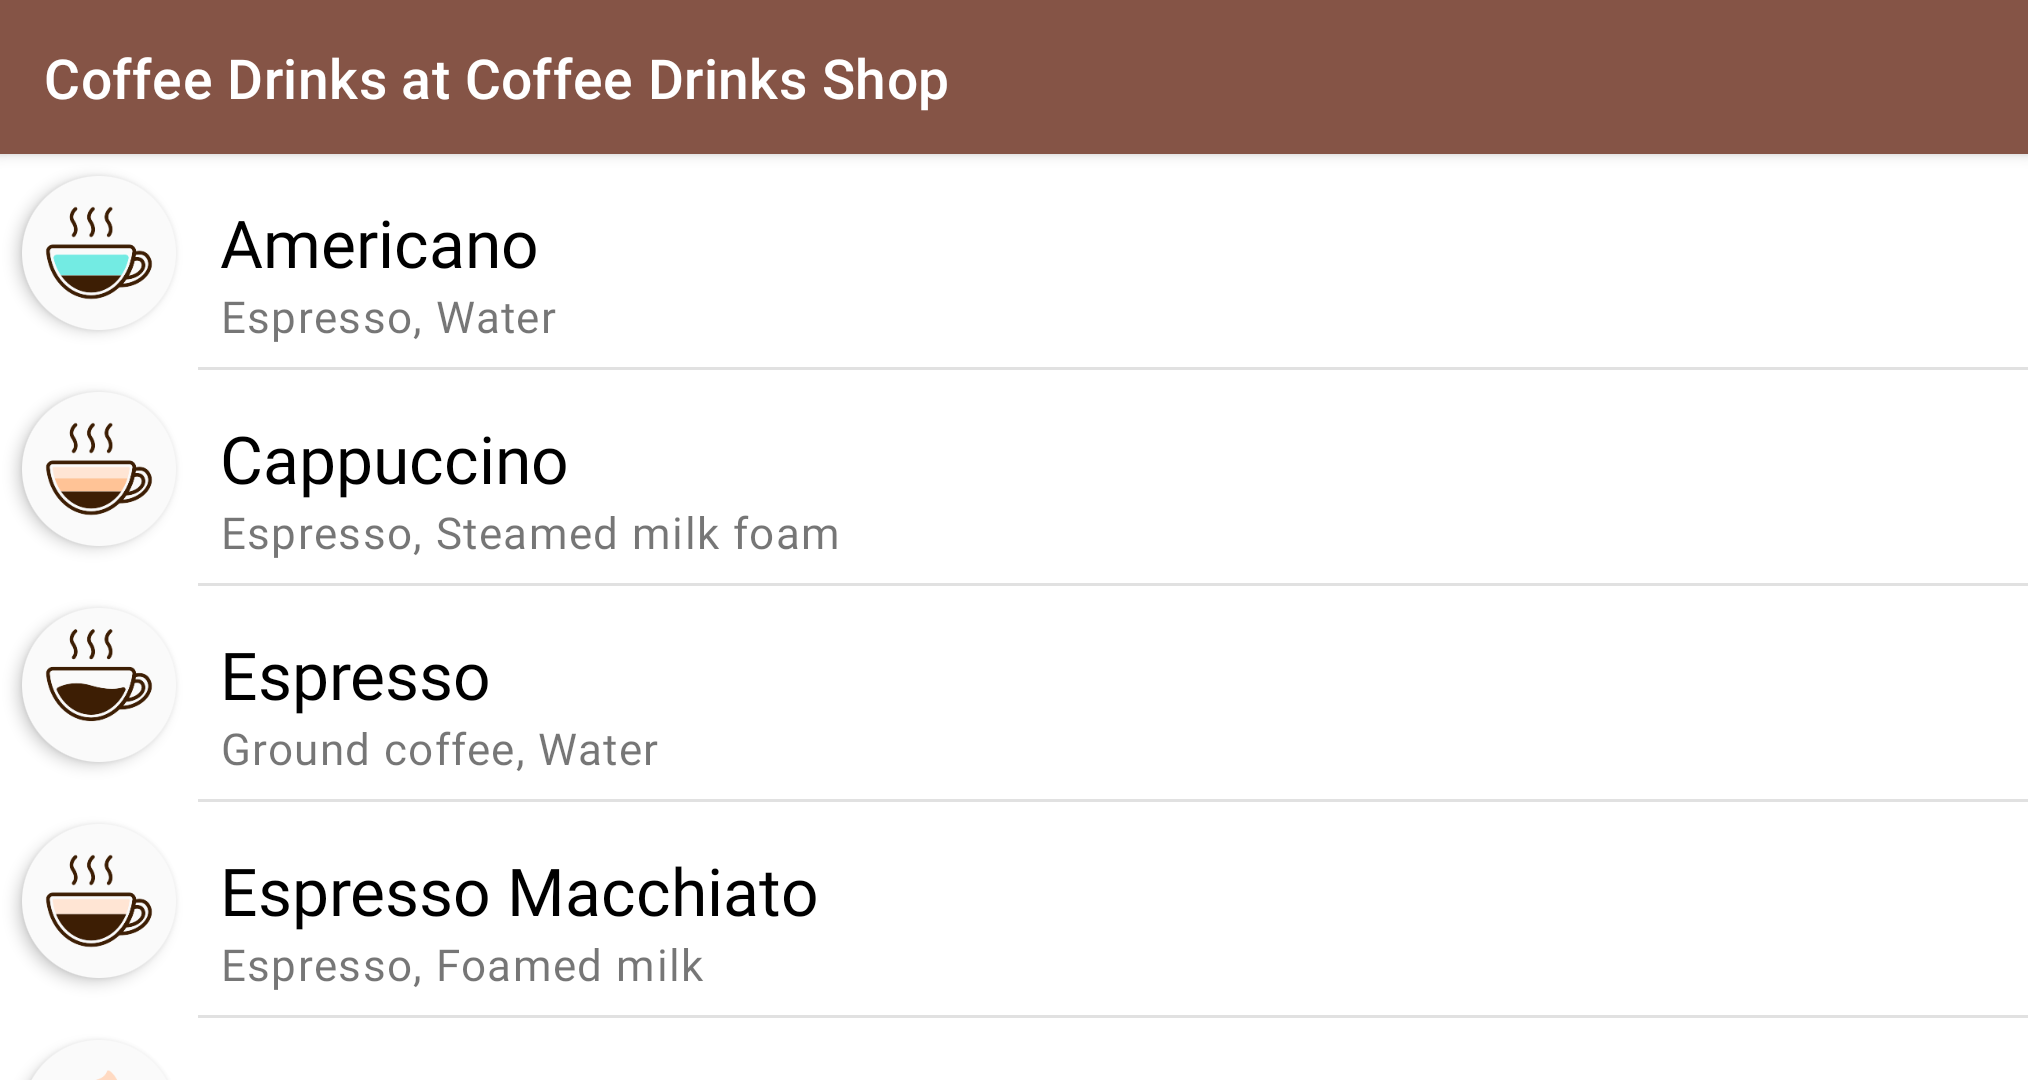 Coffee Drinks at Coffee Drinks Shop
Americano
Espresso, Water
Cappuccino
Espresso, Steamed milk foam
Espresso
Ground coffee, Water
Espresso Macchiato
Espresso, Foamed milk